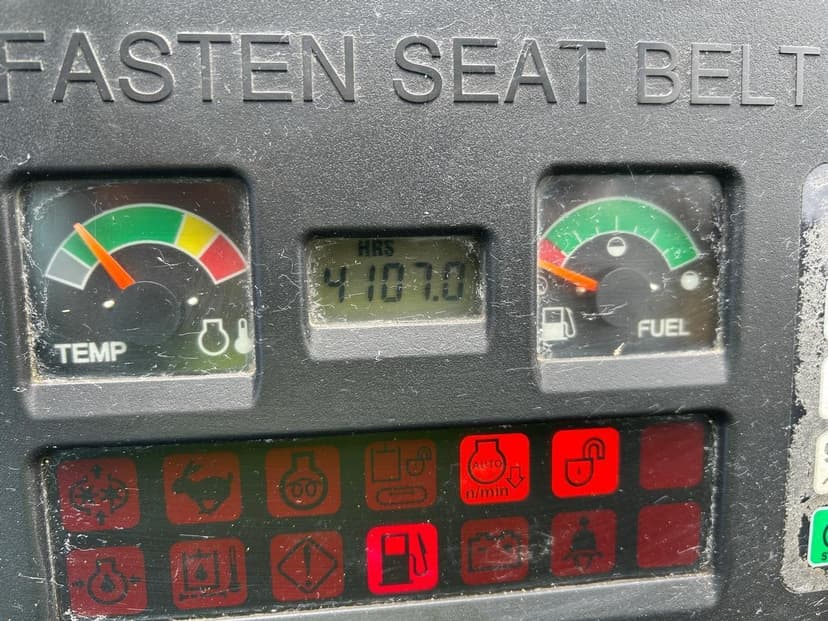 FASTEN SEAT BELT
HRS
4107.0
TEMP
FUEL
AUTO
n/min